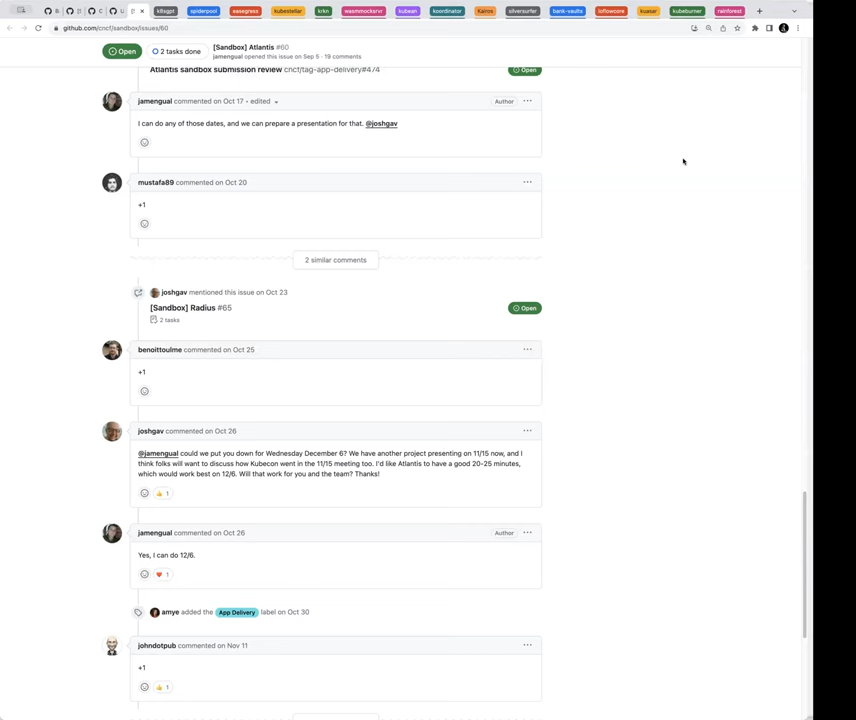 k8sgpt spiderpool easegress kubestellar krkn wasmmocksrvr kubean koordinator Kairos silversurfer bank-vaults loflowcore kuasar kubeburner rainforest
github.com/cncf/sandbox/issues/60
Open
2 tasks done
[Sandbox] Atlantis #60
jamengual opened this issue on Sep 5 · 19 comments
Atlantis sandbox submission review cncf/tag-app-delivery#474
Open
jamengual commented on Oct 17 · edited
Author
I can do any of those dates, and we can prepare a presentation for that. @joshgav
mustafa89 commented on Oct 20
+1
2 similar comments
joshgav mentioned this issue on Oct 23
[Sandbox] Radius #65
Open
2 tasks
benoittoulme commented on Oct 25
+1
joshgav commented on Oct 26
@jamengual could we put you down for Wednesday December 6? We have another project presenting on 11/15 now, and I
think folks will want to discuss how Kubecon went in the 11/15 meeting too. I'd like Atlantis to have a good 20-25 minutes,
which would work best on 12/6. Will that work for you and the team? Thanks!
1
jamengual commented on Oct 26
Author
Yes, I can do 12/6.
1
amye added the App Delivery label on Oct 30
johndotpub commented on Nov 11
+1
1